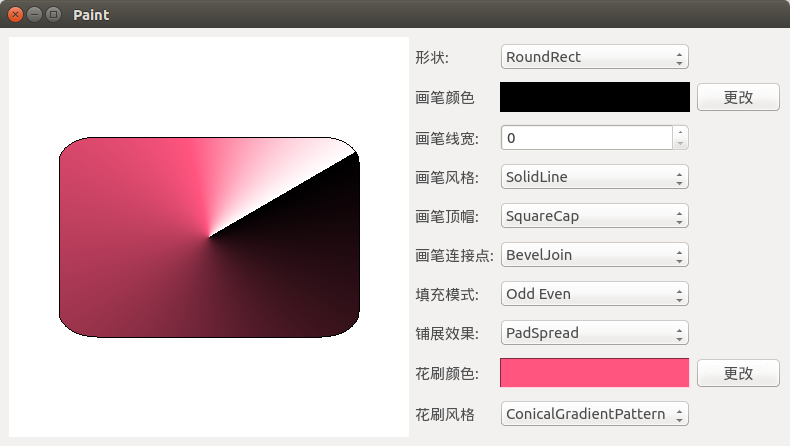 Paint
形状: RoundRect
画笔颜色 更改
画笔线宽: 0
画笔风格: SolidLine
画笔顶帽: SquareCap
画笔连接点: BevelJoin
填充模式: Odd Even
铺展效果: PadSpread
花刷颜色: 更改
花刷风格 ConicalGradientPattern